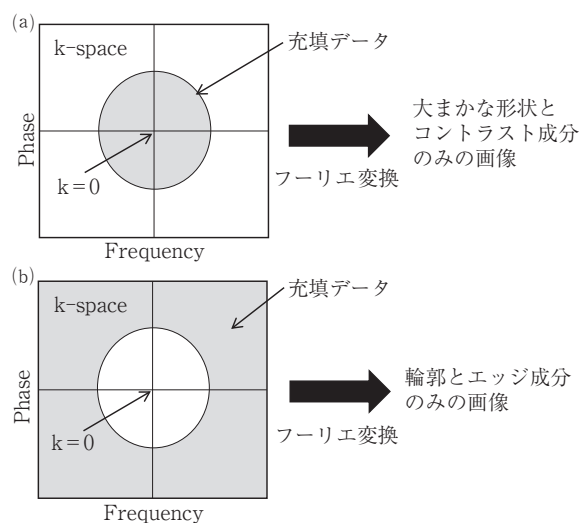 (a)
k-space
充填データ
Phase
k=0
Frequency
フーリエ変換
大まかな形状と
コントラスト成分
のみの画像
(b)
k-space
充填データ
Phase
k=0
Frequency
フーリエ変換
輪郭とエッジ成分
のみの画像